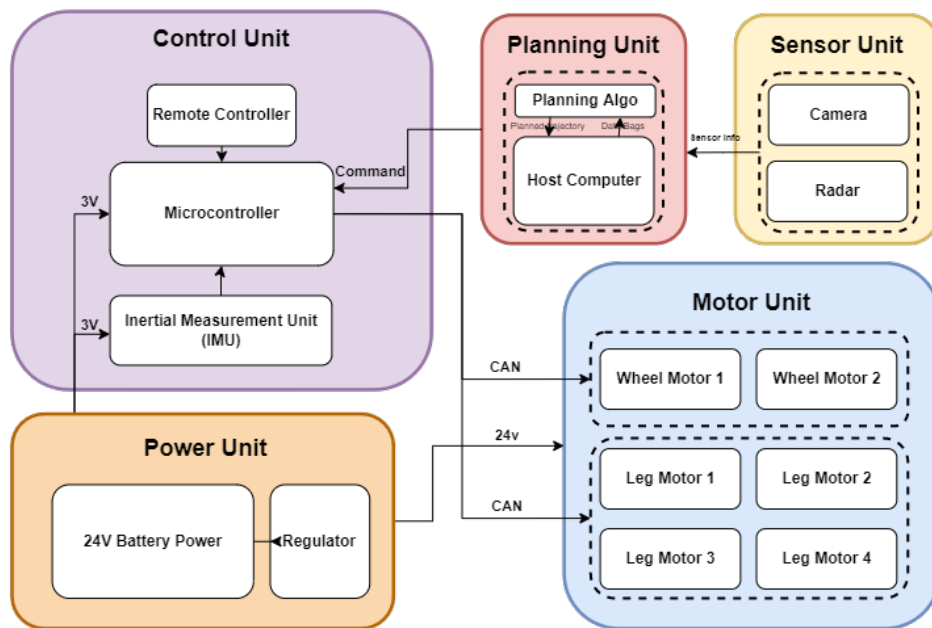 Control Unit
Remote Controller
Command
3V
Microcontroller
3V
Inertial Measurement Unit
(IMU)
Planning Unit
Planning Algo
Planned Trajectory
Data Bags
Host Computer
Sensor Info
Sensor Unit
Camera
Radar
Power Unit
24V Battery Power
Regulator
CAN
24v
CAN
Motor Unit
Wheel Motor 1
Wheel Motor 2
Leg Motor 1
Leg Motor 2
Leg Motor 3
Leg Motor 4